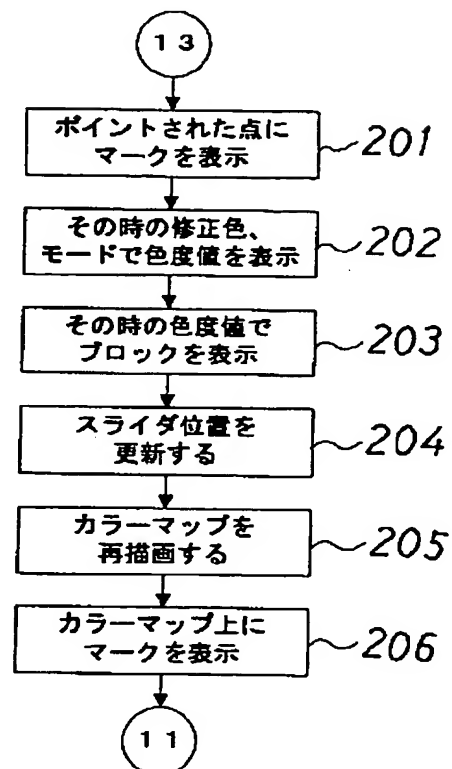 13
ポイントされた点に
マークを表示
201
その時の修正色、
モードで色度値を表示
202
その時の色度値で
ブロックを表示
203
スライダ位置を
更新する
204
カラーマップを
再描画する
205
カラーマップ上に
マークを表示
206
11